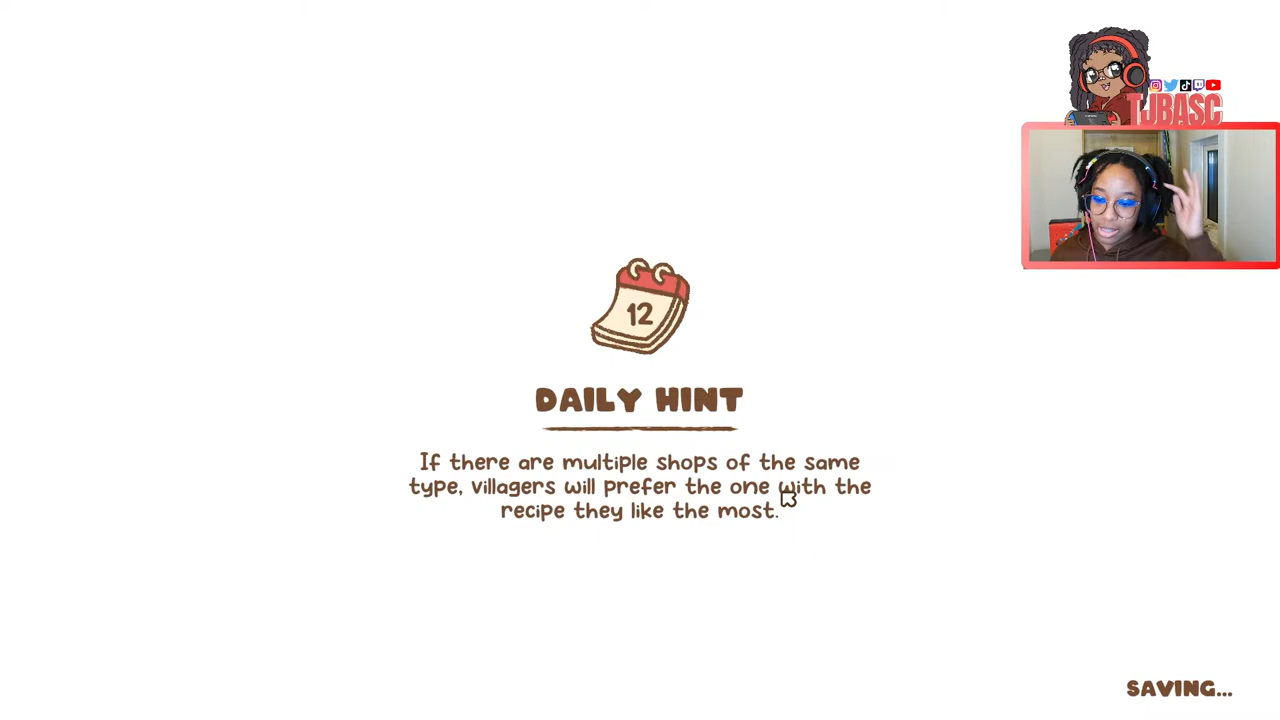 TJBASC
12
DAILY HINT
If there are multiple shops of the same
type, villagers will prefer the one with the
recipe they like the most.
SAVING...